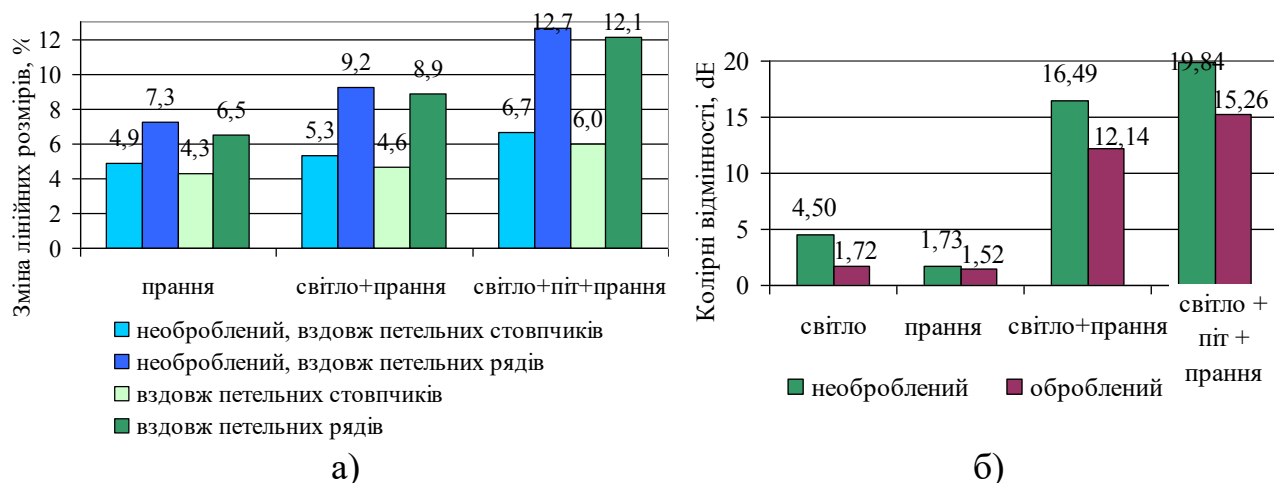 Зміна лінійних розмірів, %
12
10
8
6
4
2
0
4,9
7,3
4,3
6,5
5,3
9,2
4,6
8,9
6,7
12,7
6,0
12,1
прання
світло+прання
світло+піт+прання
необроблений, вздовж петельних стовпчиків
необроблений, вздовж петельних рядів
вздовж петельних стовпчиків
вздовж петельних рядів
а)
Колірні відмінності, dE
20
15
10
5
0
4,50
1,72
1,73
1,52
16,49
12,14
19,84
15,26
світло
прання
світло+прання
світло +
піт +
прання
необроблений
оброблений
б)